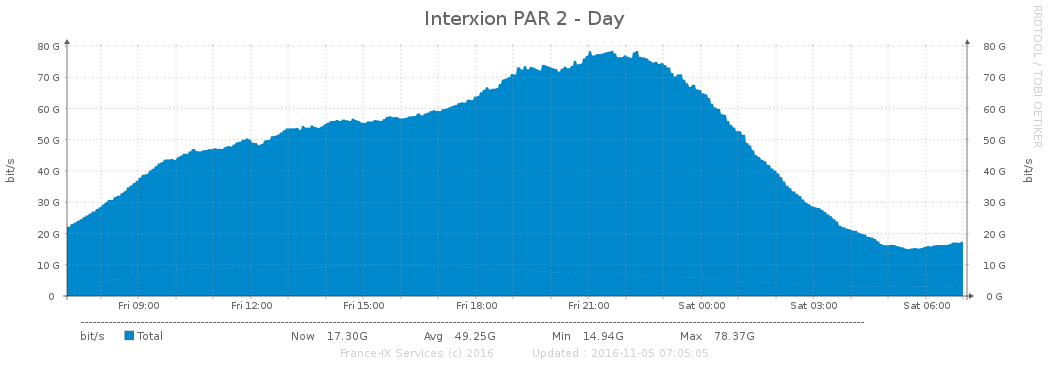 Interxion PAR 2 - Day
RRDTOOL / TOBI OETIKER
80 G 80 G
70 G 70 G
60 G 60 G
50 G 50 G
40 G 40 G
30 G 30 G
20 G 20 G
10 G 10 G
0 0 G
bit/s
bit/s
Fri 09:00 Fri 12:00 Fri 15:00 Fri 18:00 Fri 21:00 Sat 00:00 Sat 03:00 Sat 06:00
bit/s Total Now 17.30G Avg 49.25G Min 14.94G Max 78.37G
France-IX Services (c) 2016 Updated : 2016-11-05 07:05:05